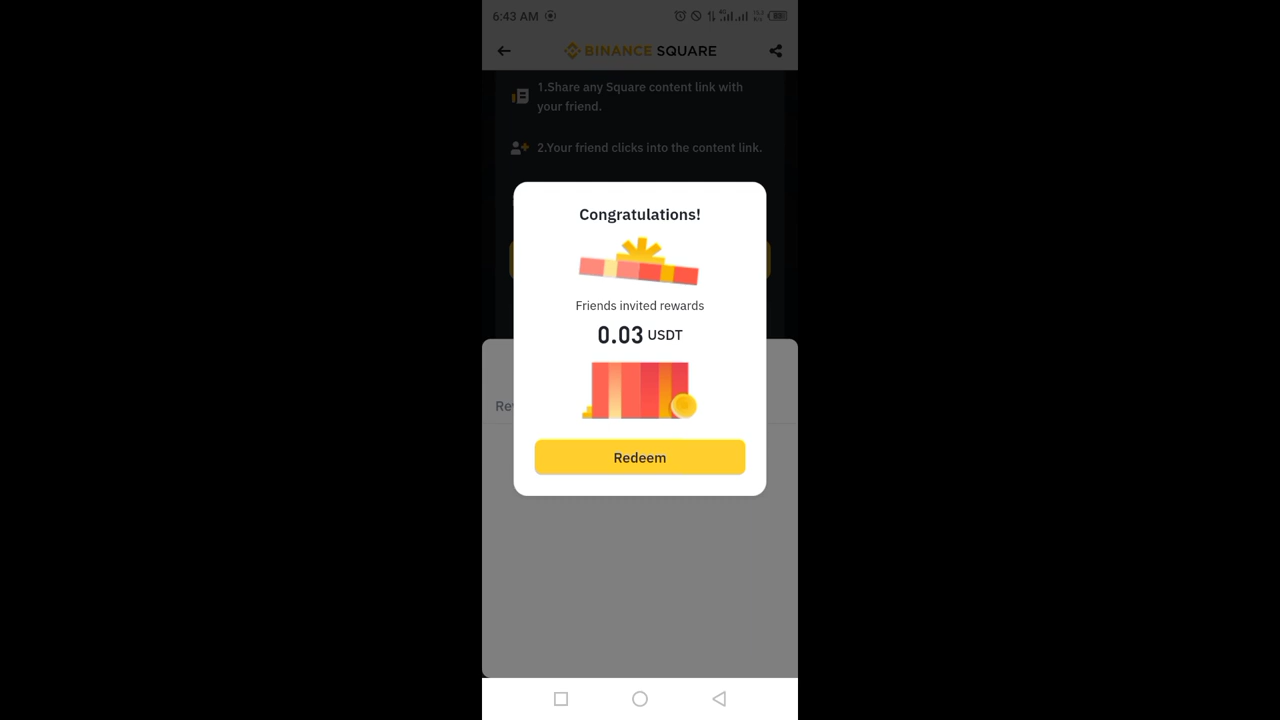 6:43 AM
BINANCE SQUARE
1.Share any Square content link with
your friend.
2.Your friend clicks into the content link.
Congratulations!
Friends invited rewards
0.03 USDT
Redeem